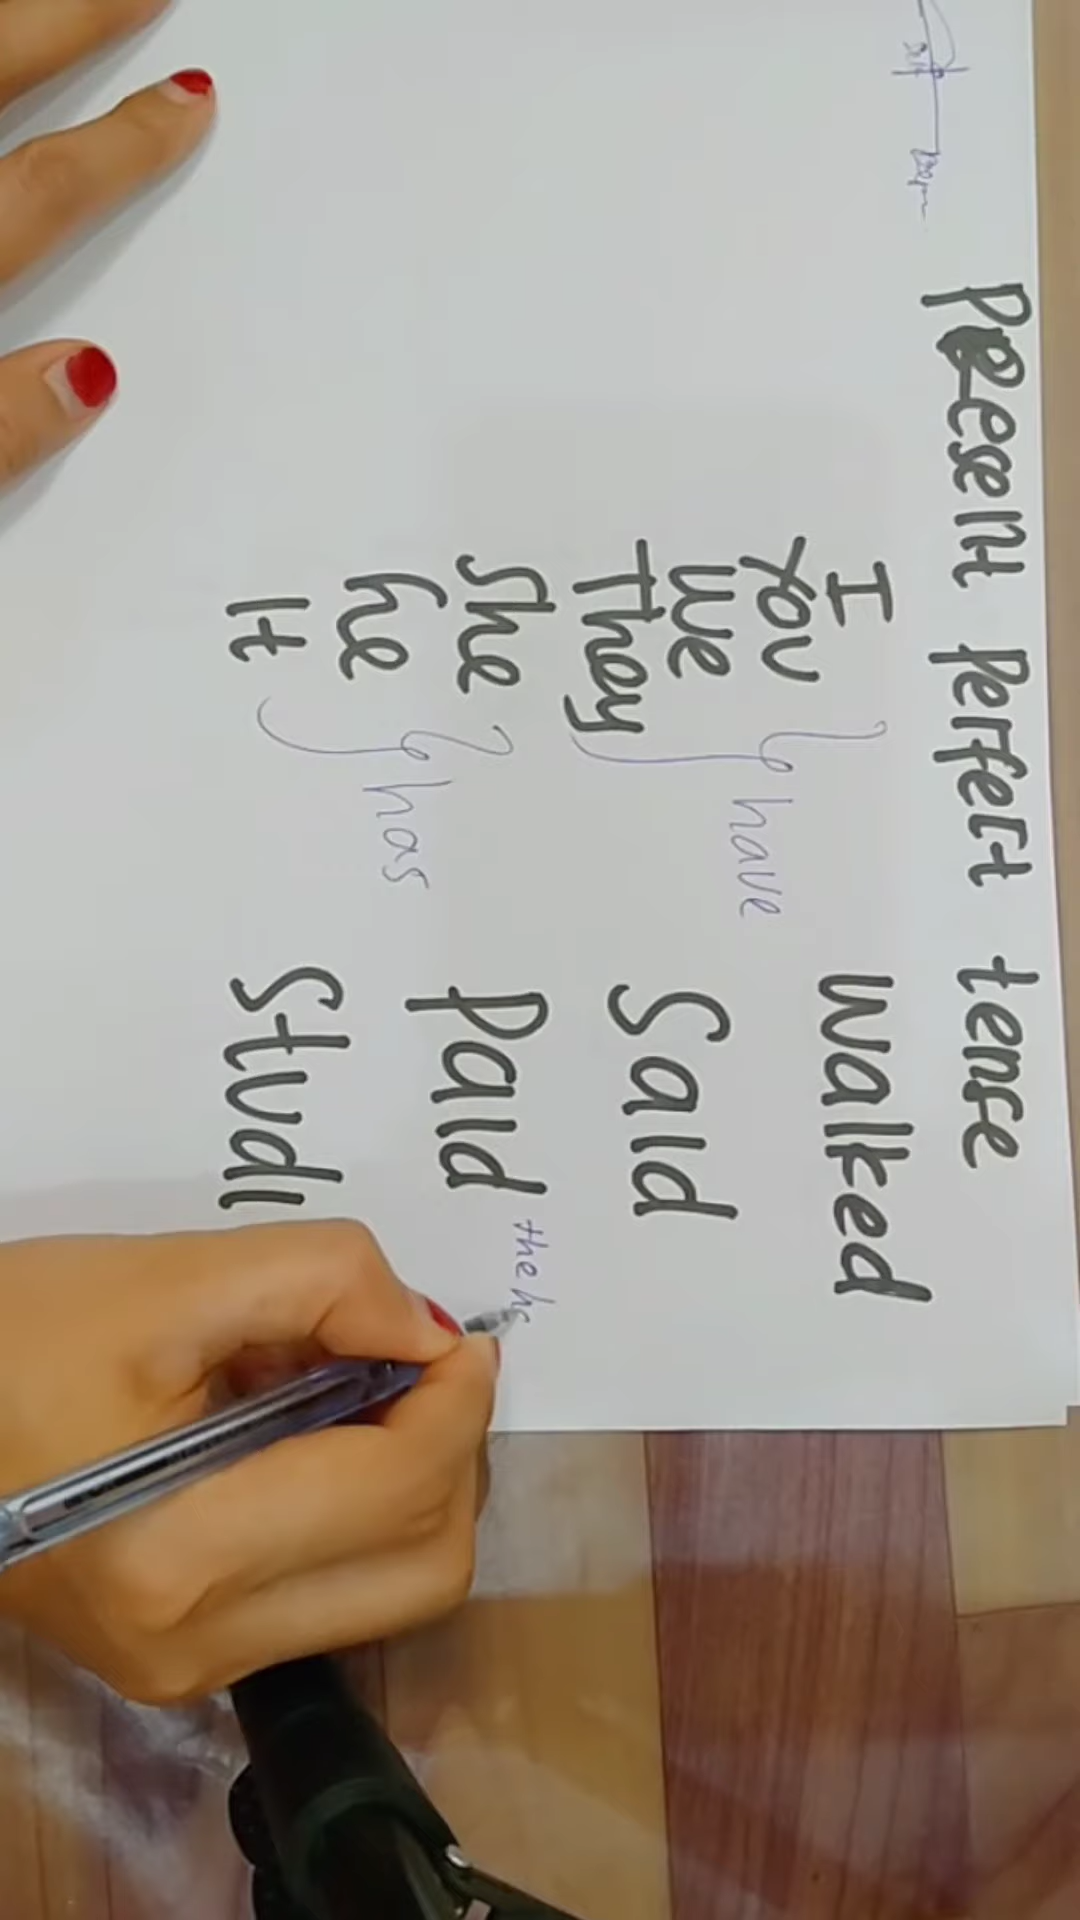 Present Perfect tense
I
You
we
They
have
She
he
It
has
walked
Said
Paid the
Studi